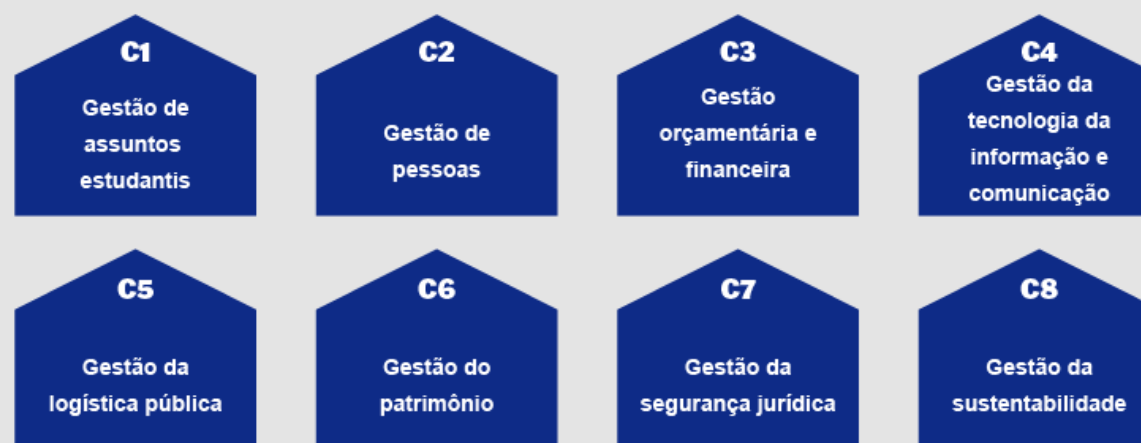 C1
Gestão de
assuntos
estudantis
C2
Gestão de
pessoas
C3
Gestão
orçamentária e
financeira
C4
Gestão da
tecnologia da
informação e
comunicação
C5
Gestão da
logística pública
C6
Gestão do
patrimônio
C7
Gestão da
segurança jurídica
C8
Gestão da
sustentabilidade